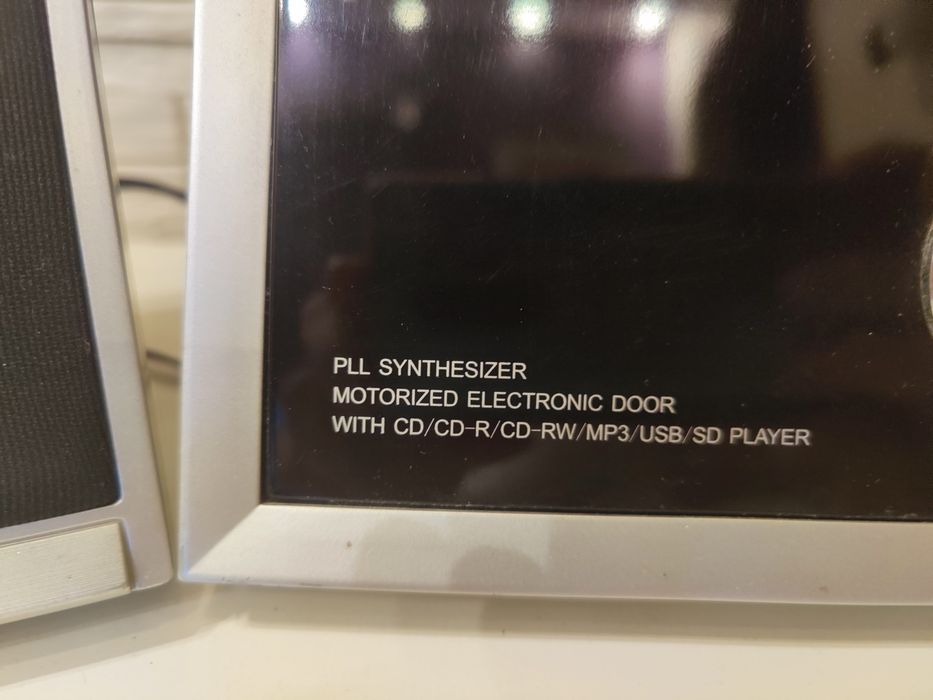 PLL SYNTHESIZER
MOTORIZED ELECTRONIC DOOR
WITH CD/CD-R/CD-RW/MP3/USB/SD PLAYER